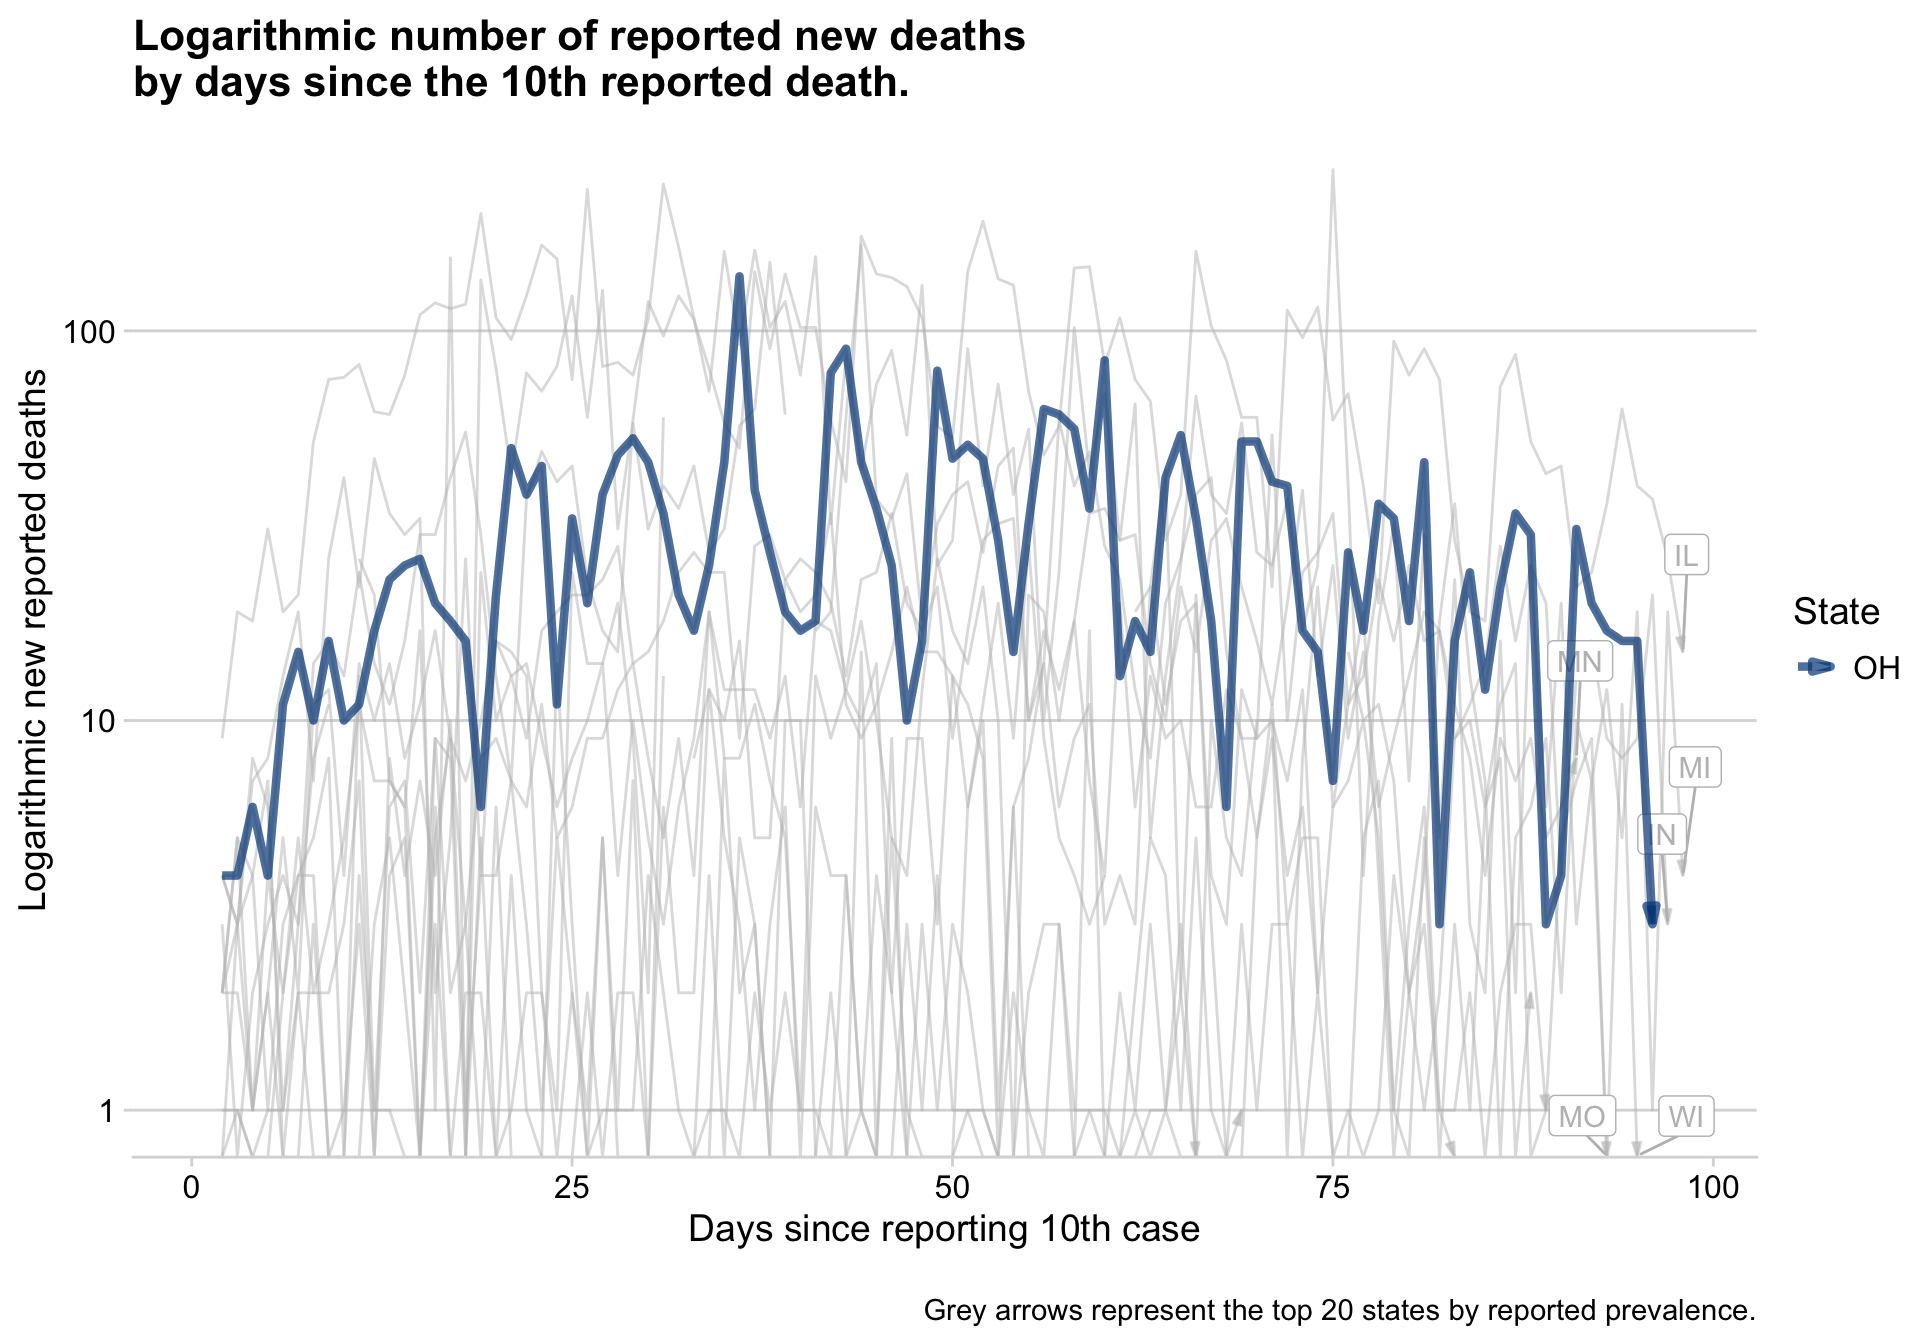 Logarithmic number of reported new deaths
by days since the 10th reported death.
Logarithmic new reported deaths
100
10
1
IL
MN
MI
IN
MO
WI
State
OH
0
25
50
75
100
Days since reporting 10th case
Grey arrows represent the top 20 states by reported prevalence.